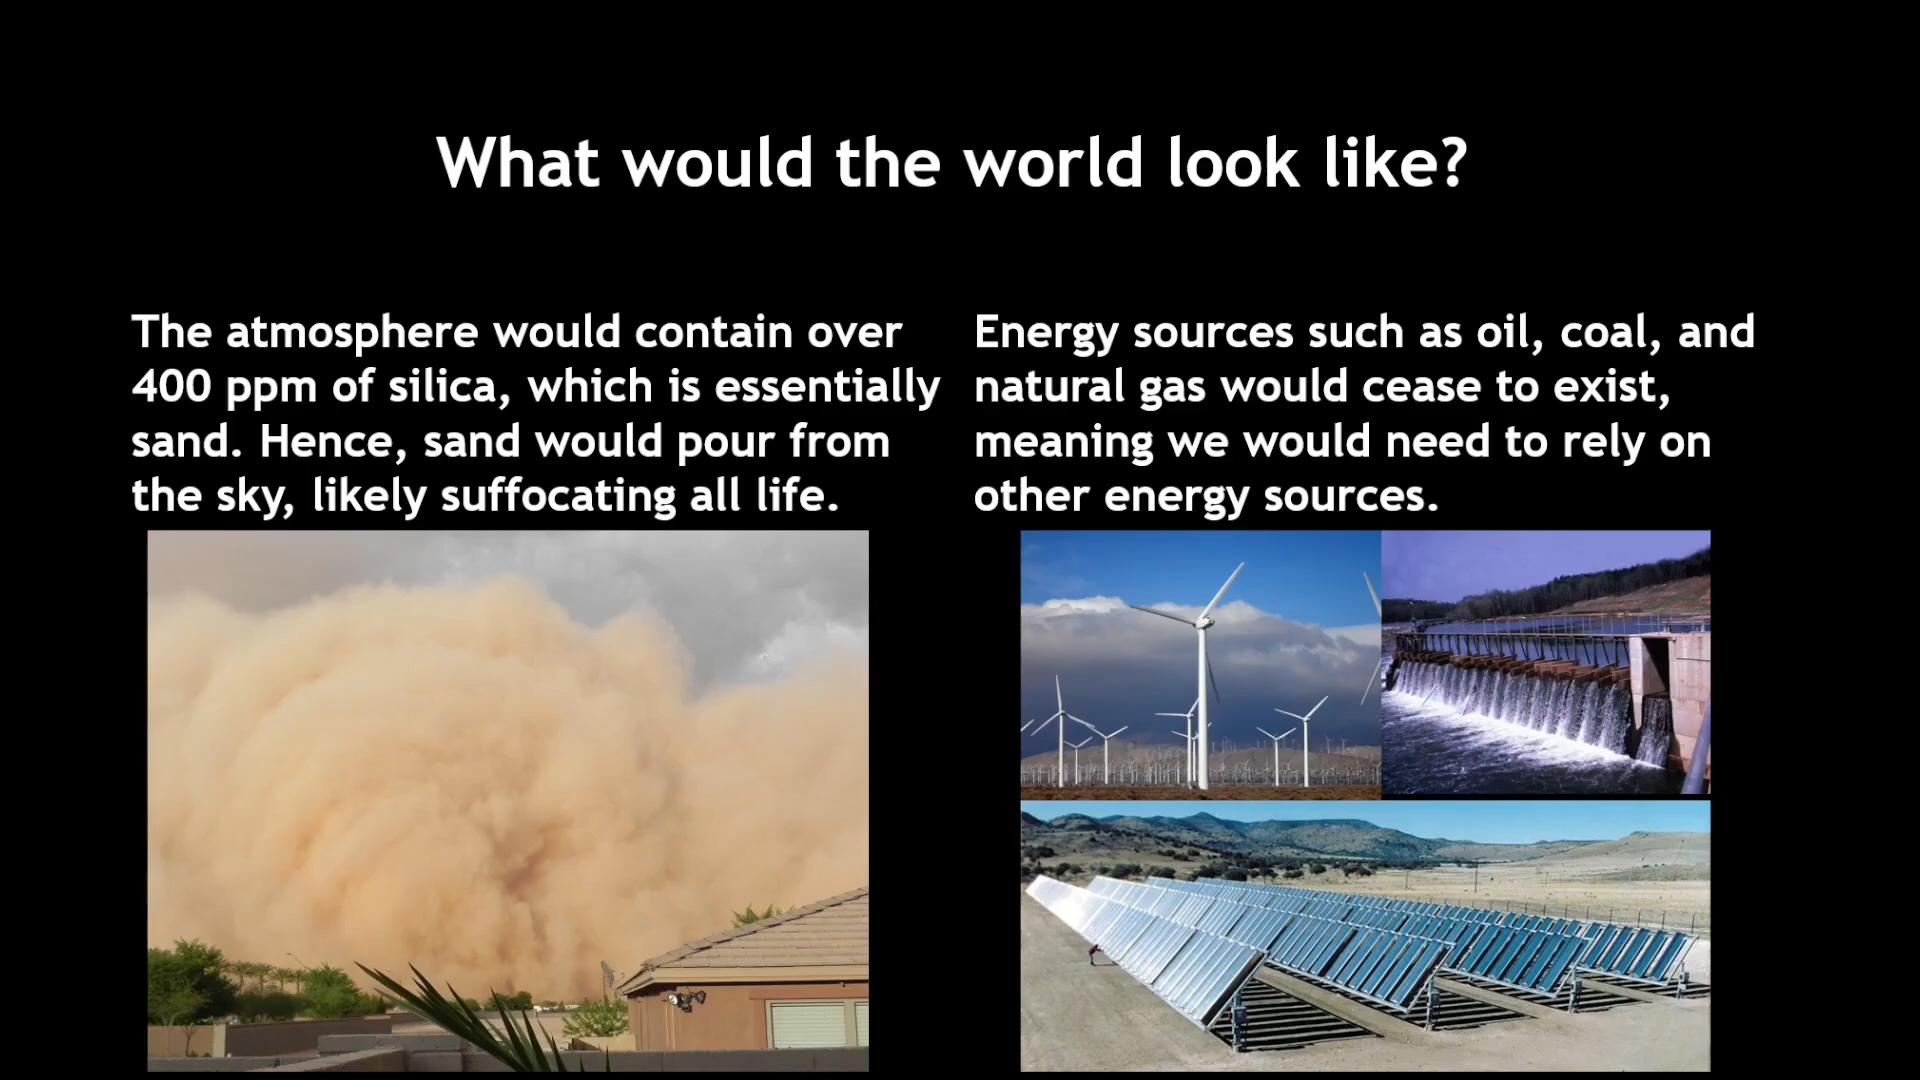 What would the world look like?
The atmosphere would contain over
400 ppm of silica, which is essentially
sand. Hence, sand would pour from
the sky, likely suffocating all life.
Energy sources such as oil, coal, and
natural gas would cease to exist,
meaning we would need to rely on
other energy sources.